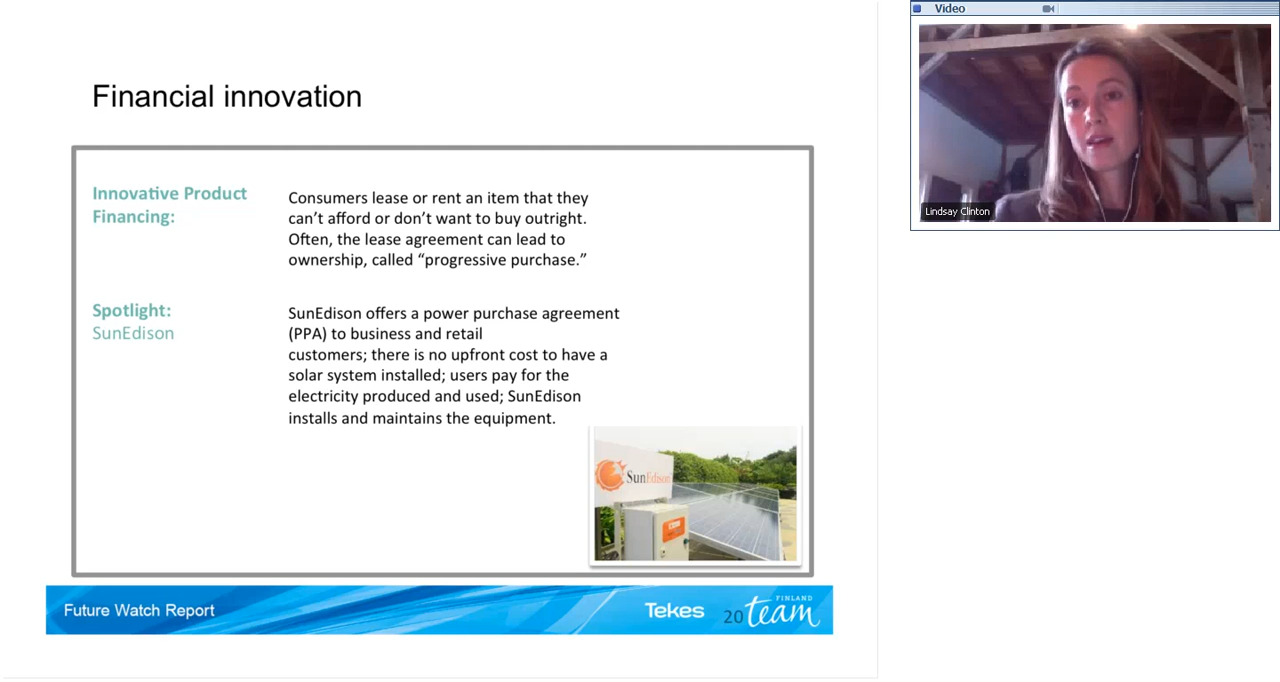 Financial innovation
Innovative Product
Financing:
Consumers lease or rent an item that they
can’t afford or don’t want to buy outright.
Often, the lease agreement can lead to
ownership, called “progressive purchase.”
Spotlight:
SunEdison
SunEdison offers a power purchase agreement
(PPA) to business and retail
customers; there is no upfront cost to have a
solar system installed; users pay for the
electricity produced and used; SunEdison
installs and maintains the equipment.
SunEdison
Future Watch Report
Tekes
20
FINLAND
team
Video
Lindsay Clinton